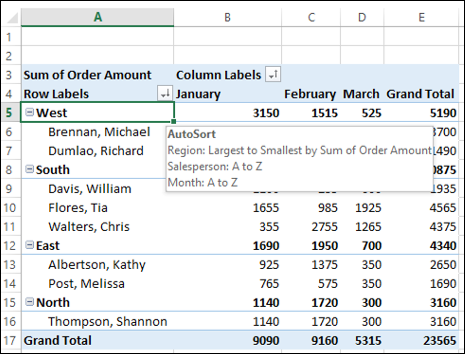 A B C D E
1
2
3 Sum of Order Amount Column Labels
4 Row Labels January February March Grand Total
5 West 3150 1515 525 5190
6 Brennan, Michael 3700
7 Dumlao, Richard 1490
8 South 0875
9 Davis, William 1935
10 Flores, Tia 1655 985 1925 4565
11 Walters, Chris 355 2755 1265 4375
12 East 1690 1950 700 4340
13 Albertson, Kathy 925 1375 350 2650
14 Post, Melissa 765 575 350 1690
15 North 1140 1720 300 3160
16 Thompson, Shannon 1140 1720 300 3160
17 Grand Total 9090 9160 5315 23565
AutoSort
Region: Largest to Smallest by Sum of Order Amount
Salesperson: A to Z
Month: A to Z